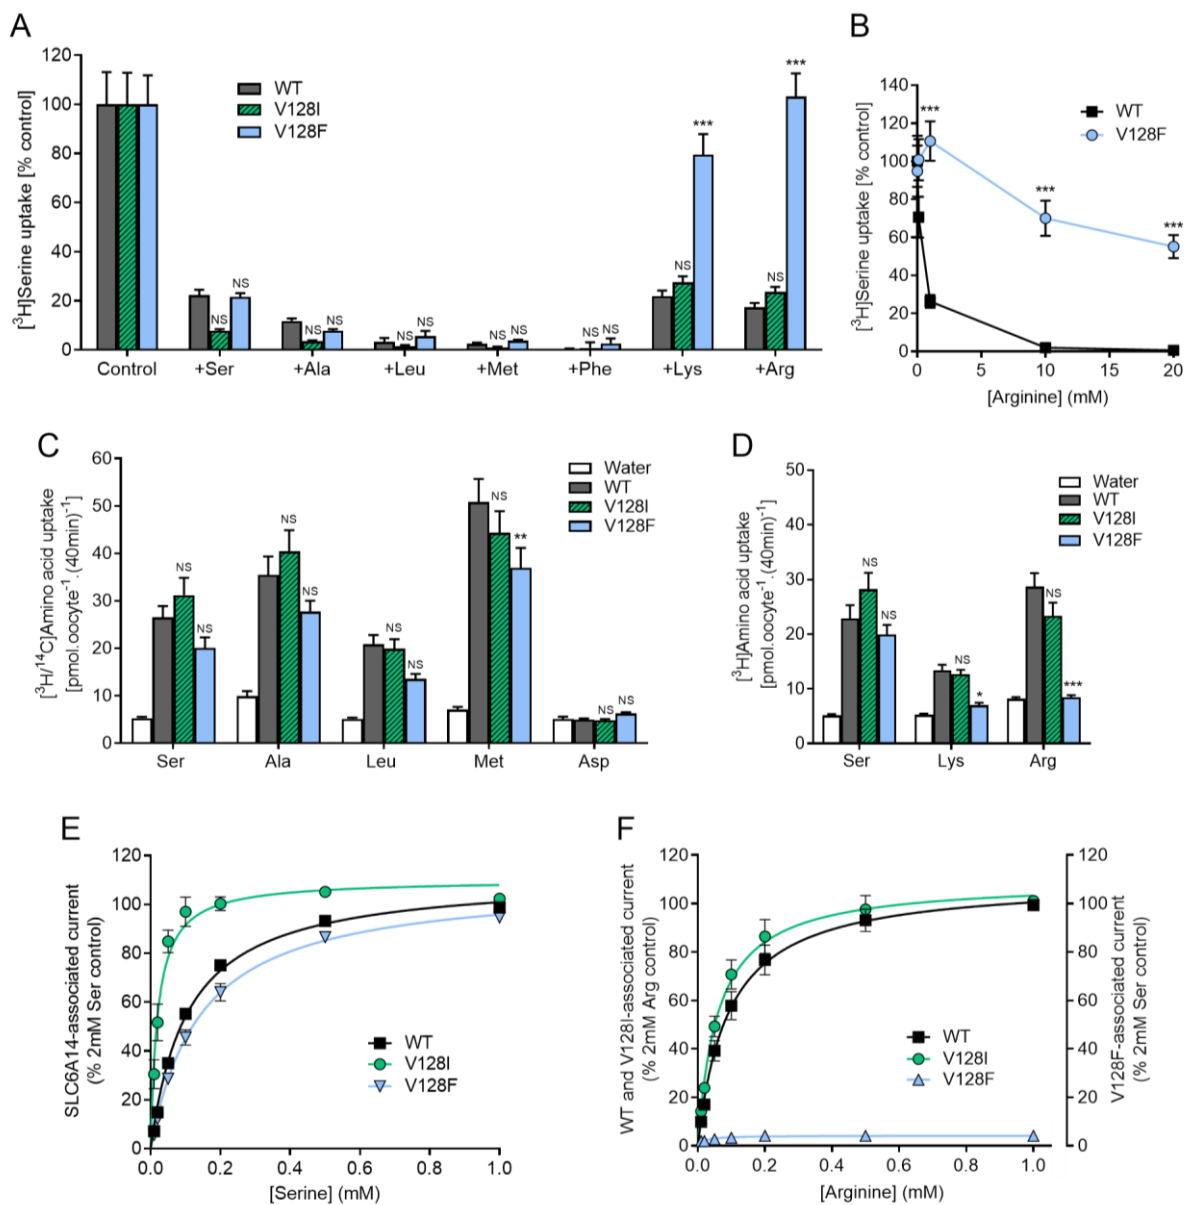 A
[³H]Serine uptake [% control]
120
100
80
60
40
20
0
WT
V128I
V128F
NS
NS
NS
NS
NS
NS
NS
NS
NS
NS
NS
***
NS
***
Control
+Ser
+Ala
+Leu
+Met
+Phe
+Lys
+Arg
B
[³H]Serine uptake [% control]
140
120
100
80
60
40
20
0
WT
V128F
***
***
***
0
5
10
15
20
[Arginine] (mM)
C
[³H/¹⁴C]Amino acid uptake
[pmol.oocyte⁻¹.(40min)⁻¹]
60
50
40
30
20
10
0
Water
WT
V128I
V128F
NS
NS
NS
NS
NS
NS
NS
**
NS
NS
Ser
Ala
Leu
Met
Asp
D
[³H]Amino acid uptake
[pmol.oocyte⁻¹.(40min)⁻¹]
50
40
30
20
10
0
Water
WT
V128I
V128F
NS
NS
NS
*
NS
***
Ser
Lys
Arg
E
SLC6A14-associated current
(% 2mM Ser control)
120
100
80
60
40
20
0
WT
V128I
V128F
0.0
0.2
0.4
0.6
0.8
1.0
[Serine] (mM)
F
WT and V128I-associated current
(% 2mM Arg control)
120
100
80
60
40
20
0
WT
V128I
V128F
0.0
0.2
0.4
0.6
0.8
1.0
[Arginine] (mM)
120
100
80
60
40
20
0
V128F-associated current
(% 2mM Ser control)